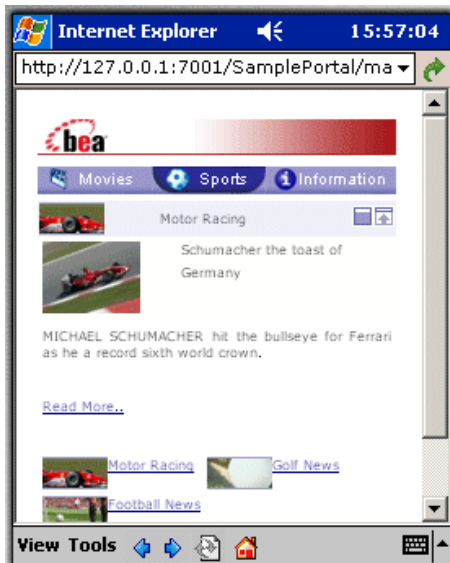 Internet Explorer 15:57:04
http://127.0.0.1:7001/SamplePortal/ma
bea
Movies Sports Information
Motor Racing
Schumacher the toast of
Germany
MICHAEL SCHUMACHER hit the bullseye for Ferrari
as he a record sixth world crown.
Read More..
Motor Racing Golf News
Football News
View Tools